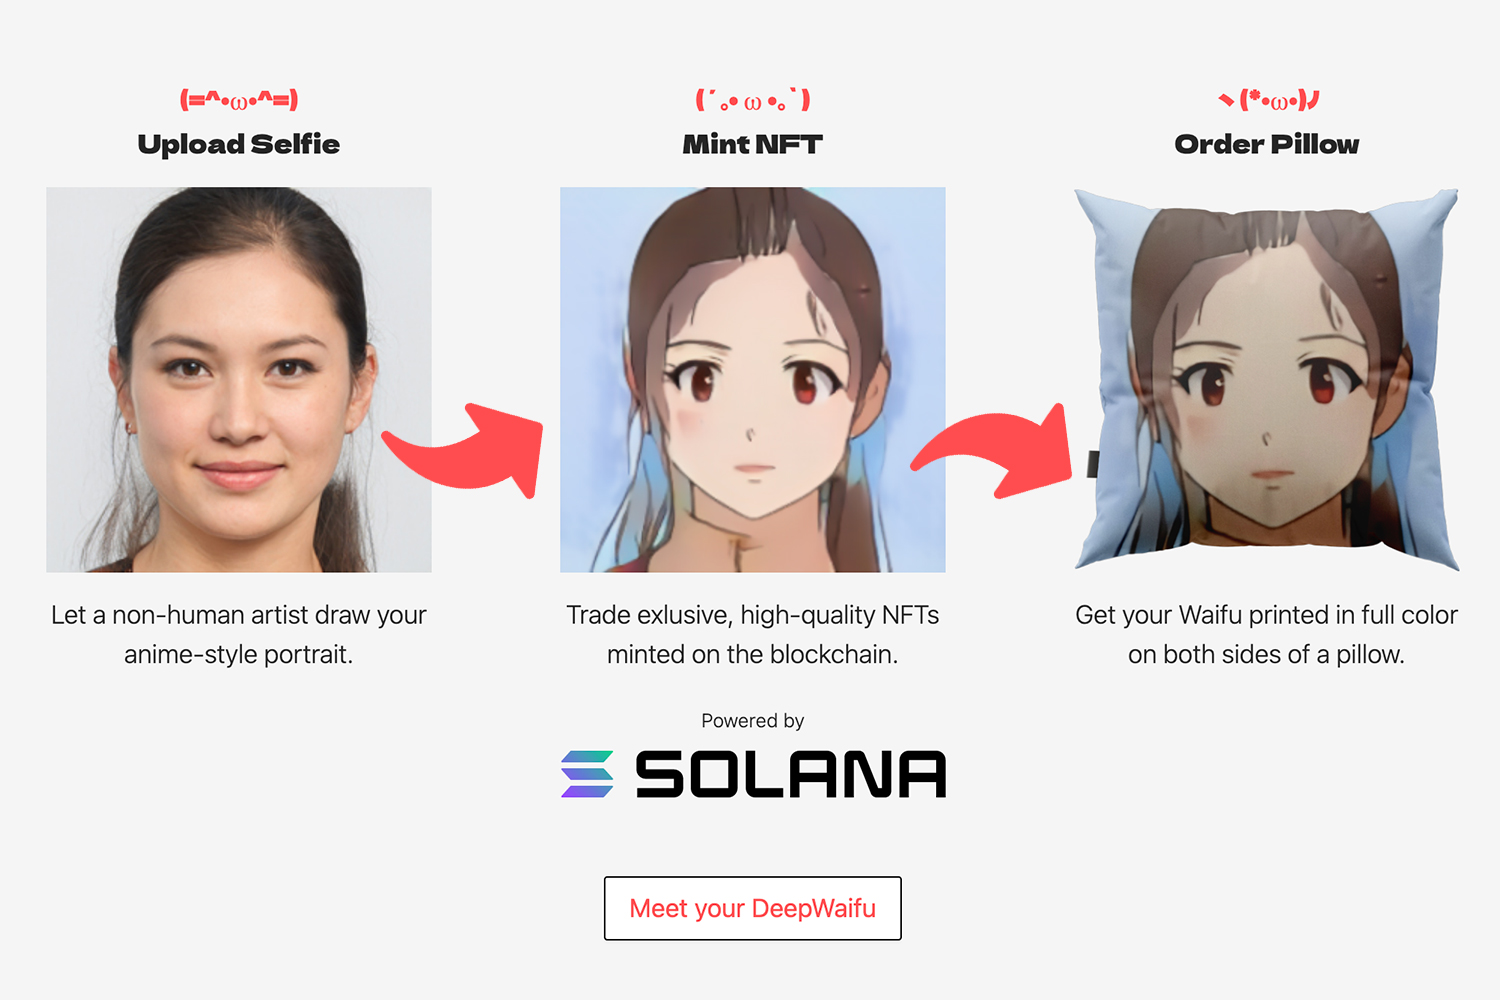 (=^•ω•^=)
Upload Selfie
Let a non-human artist draw your
anime-style portrait.
(´｡• ω •｡`)
Mint NFT
Trade exlusive, high-quality NFTs
minted on the blockchain.
Powered by
SOLANA
ヽ(*•ω•)ﾉ
Order Pillow
Get your Waifu printed in full color
on both sides of a pillow.
Meet your DeepWaifu